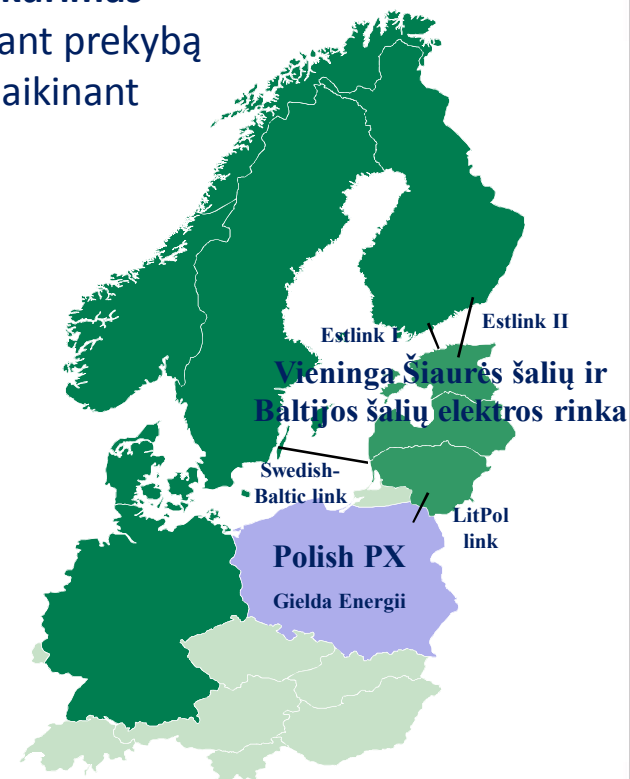 ant prekybą
aikinant
Estlink I
Estlink II
Vieninga Šiaurės šalių ir
Baltijos šalių elektros rinka
Swedish-
Baltic link
LitPol
link
Polish PX
Gielda Energii